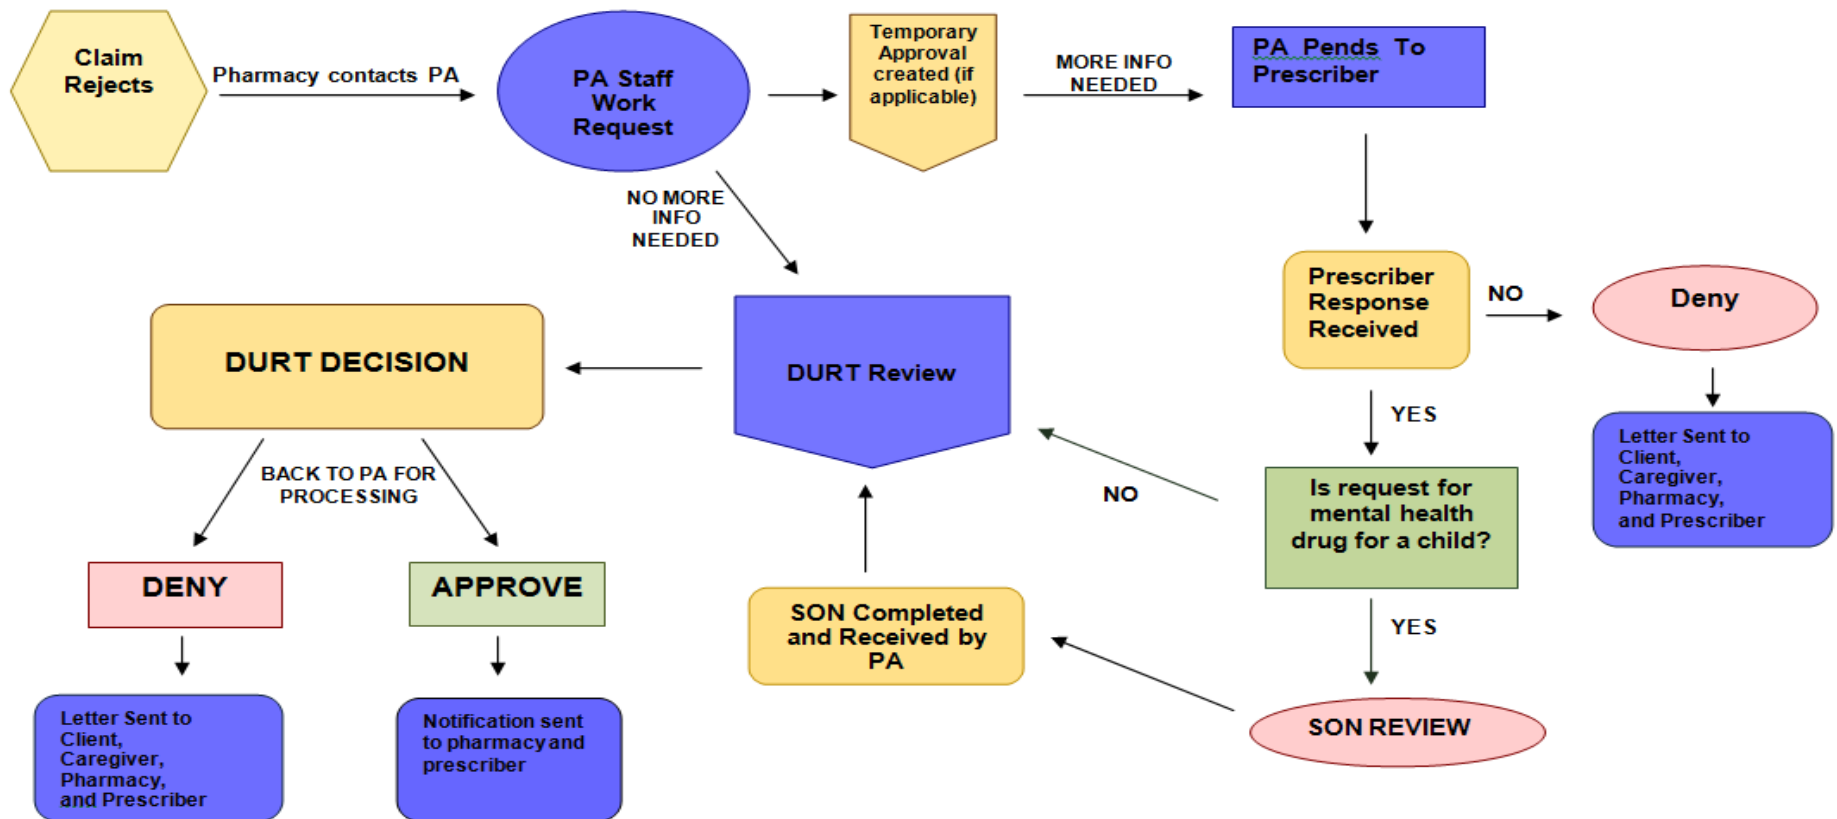 Claim
Rejects
Pharmacy contacts PA
PA Staff
Work
Request
Temporary
Approval
created (if
applicable)
MORE INFO
NEEDED
PA Pends To
Prescriber
NO MORE
INFO
NEEDED
Prescriber
Response
Received
NO
Deny
Letter Sent to
Client,
Caregiver,
Pharmacy,
and Prescriber
YES
Is request for
mental health
drug for a child?
NO
YES
SON REVIEW
SON Completed
and Received by
PA
DURT Review
DURT DECISION
BACK TO PA FOR
PROCESSING
DENY
APPROVE
Letter Sent to
Client,
Caregiver,
Pharmacy,
and Prescriber
Notification sent
to pharmacy and
prescriber